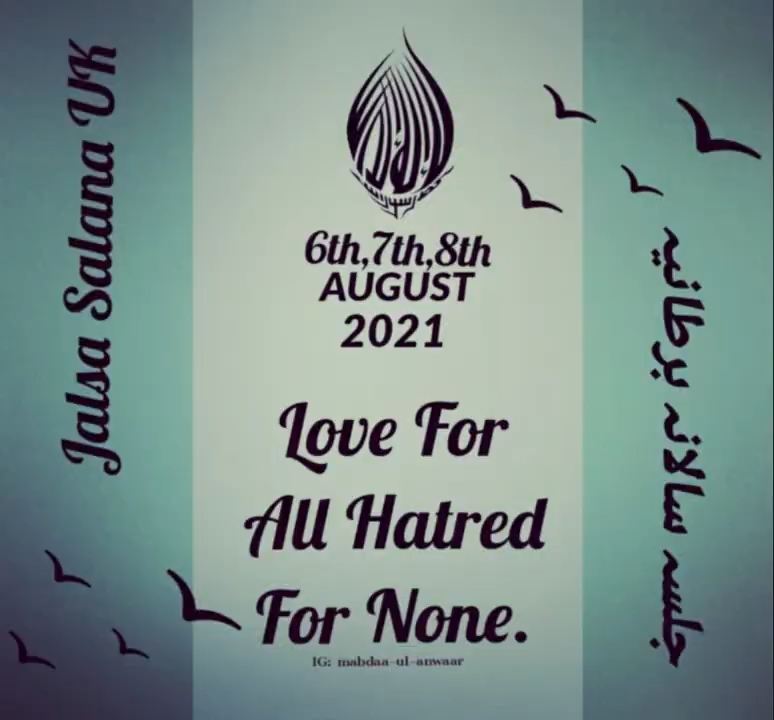 Jalsa Salana UK
6th,7th,8th
AUGUST
2021
Love For
All Hatred
For None.
IG: mabdaa-ul-anwaar
جلسہ سالانہ برطانیہ